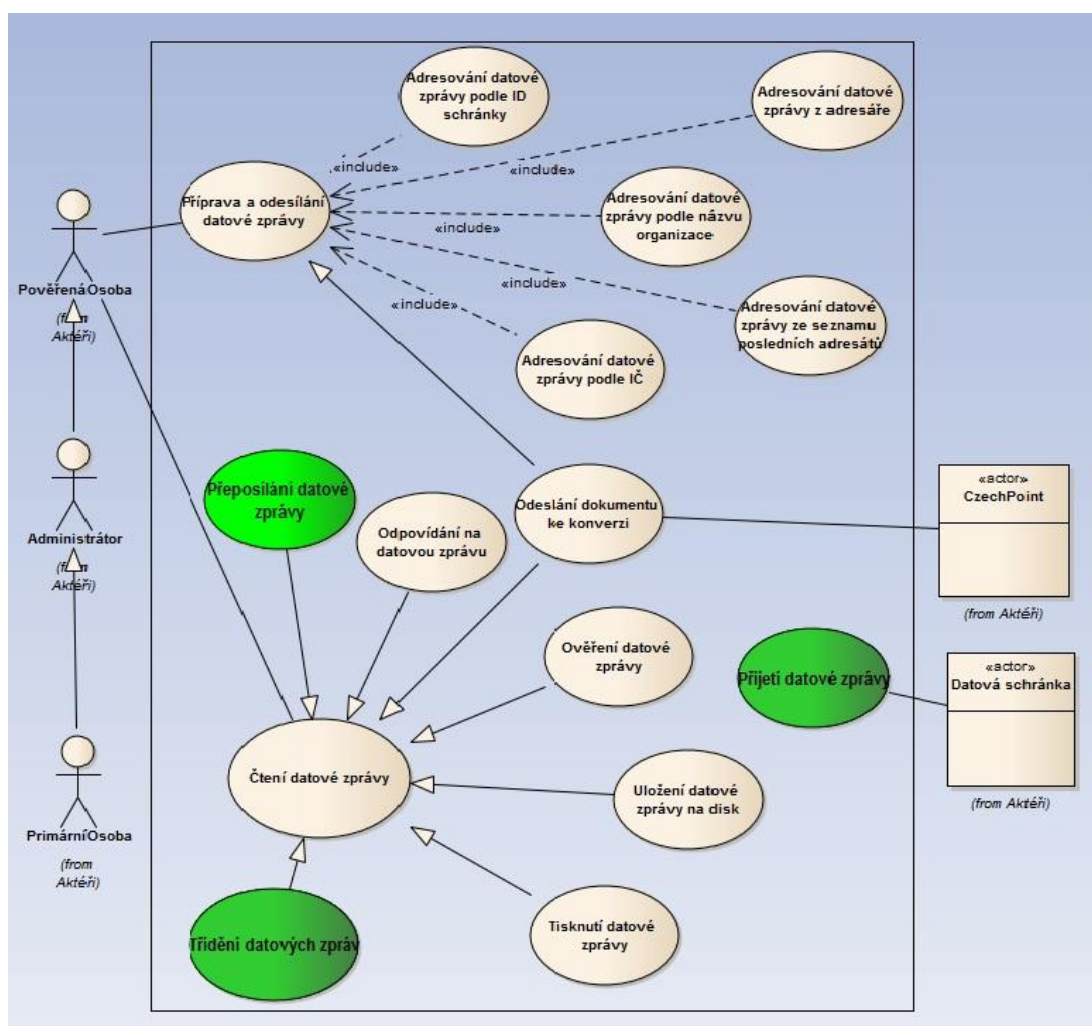 Adresování datové
zprávy podle ID
schránky
Adresování datové
zprávy z adresáře
«include»
«include»
Příprava a odesílání
datové zprávy
Adresování datové
zprávy podle názvu
organizace
«include»
«include»
PověřenáOsoba
(from
Aktéři)
Adresování datové
zprávy ze seznamu
posledních adresátů
Adresování datové
zprávy podle IČ
Přeposílání datové
zprávy
Odpovídání na
datovou zprávu
Odeslání dokumentu
ke konverzi
«actor»
CzechPoint
(from Aktéři)
Administrátor
(from
Aktéři)
Ověření datové
zprávy
Přijetí datové zprávy
«actor»
Datová schránka
(from Aktéři)
Čtení datové zprávy
Uložení datové
zprávy na disk
PrimárníOsoba
(from
Aktéři)
Třídění datových zpráv
Tisknutí datové
zprávy